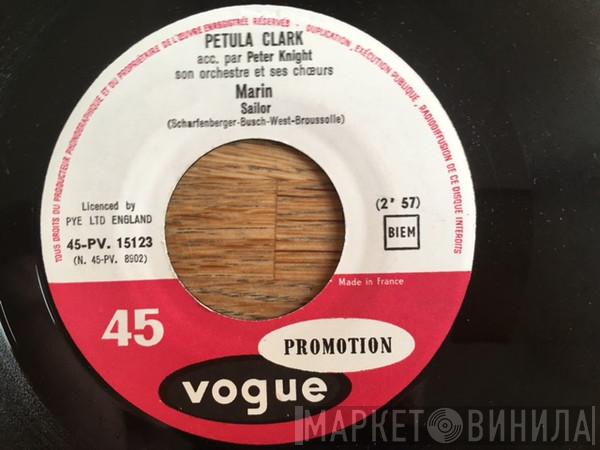 TOUS DROITS DU PRODUCTEUR PHONOGRAPHIQUE ET DU PROPRIÉTAIRE DE L'ŒUVRE ENREGISTRÉE RÉSERVÉS - DUPLICATION, EXÉCUTION PUBLIQUE, RADIODIFFUSION DE CE DISQUE INTERDITS
PETULA CLARK
acc. par Peter Knight
son orchestre et ses chœurs
Marin
Sailor
(Scharfenberger-Busch-West-Broussolle)
Licenced by
PYE LTD ENGLAND
45-PV. 15123
(N. 45-PV. 8902)
(2' 57)
BIEM
Made in France
45
PROMOTION
vogue
МАРКЕТ ВИНИЛА